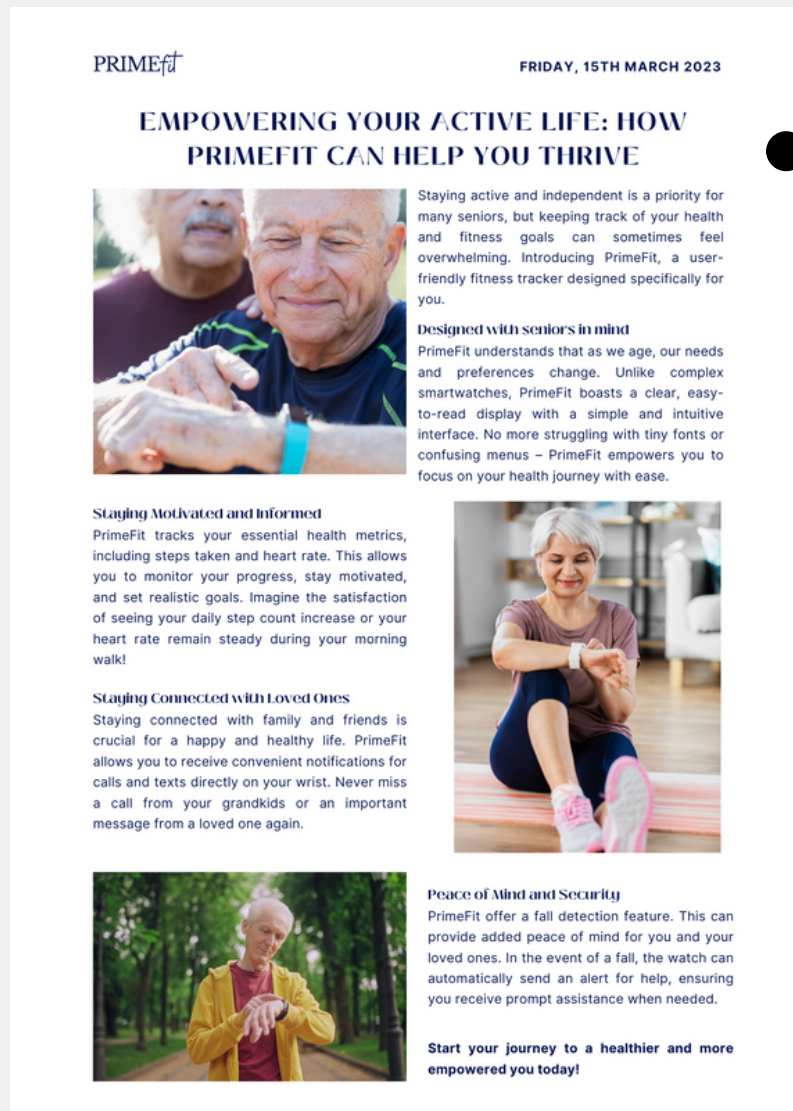 PRIMEfit
FRIDAY, 15TH MARCH 2023
EMPOWERING YOUR ACTIVE LIFE: HOW
PRIMEFIT CAN HELP YOU THRIVE
Staying active and independent is a priority for
many seniors, but keeping track of your health
and fitness goals can sometimes feel
overwhelming. Introducing PrimeFit, a user-
friendly fitness tracker designed specifically for
you.
Designed with seniors in mind
PrimeFit understands that as we age, our needs
and preferences change. Unlike complex
smartwatches, PrimeFit boasts a clear, easy-
to-read display with a simple and intuitive
interface. No more struggling with tiny fonts or
confusing menus – PrimeFit empowers you to
focus on your health journey with ease.
Staying Motivated and Informed
PrimeFit tracks your essential health metrics,
including steps taken and heart rate. This allows
you to monitor your progress, stay motivated,
and set realistic goals. Imagine the satisfaction
of seeing your daily step count increase or your
heart rate remain steady during your morning
walk!
Staying Connected with Loved Ones
Staying connected with family and friends is
crucial for a happy and healthy life. PrimeFit
allows you to receive convenient notifications for
calls and texts directly on your wrist. Never miss
a call from your grandkids or an important
message from a loved one again.
Peace of Mind and Security
PrimeFit offer a fall detection feature. This can
provide added peace of mind for you and your
loved ones. In the event of a fall, the watch can
automatically send an alert for help, ensuring
you receive prompt assistance when needed.
Start your journey to a healthier and more
empowered you today!